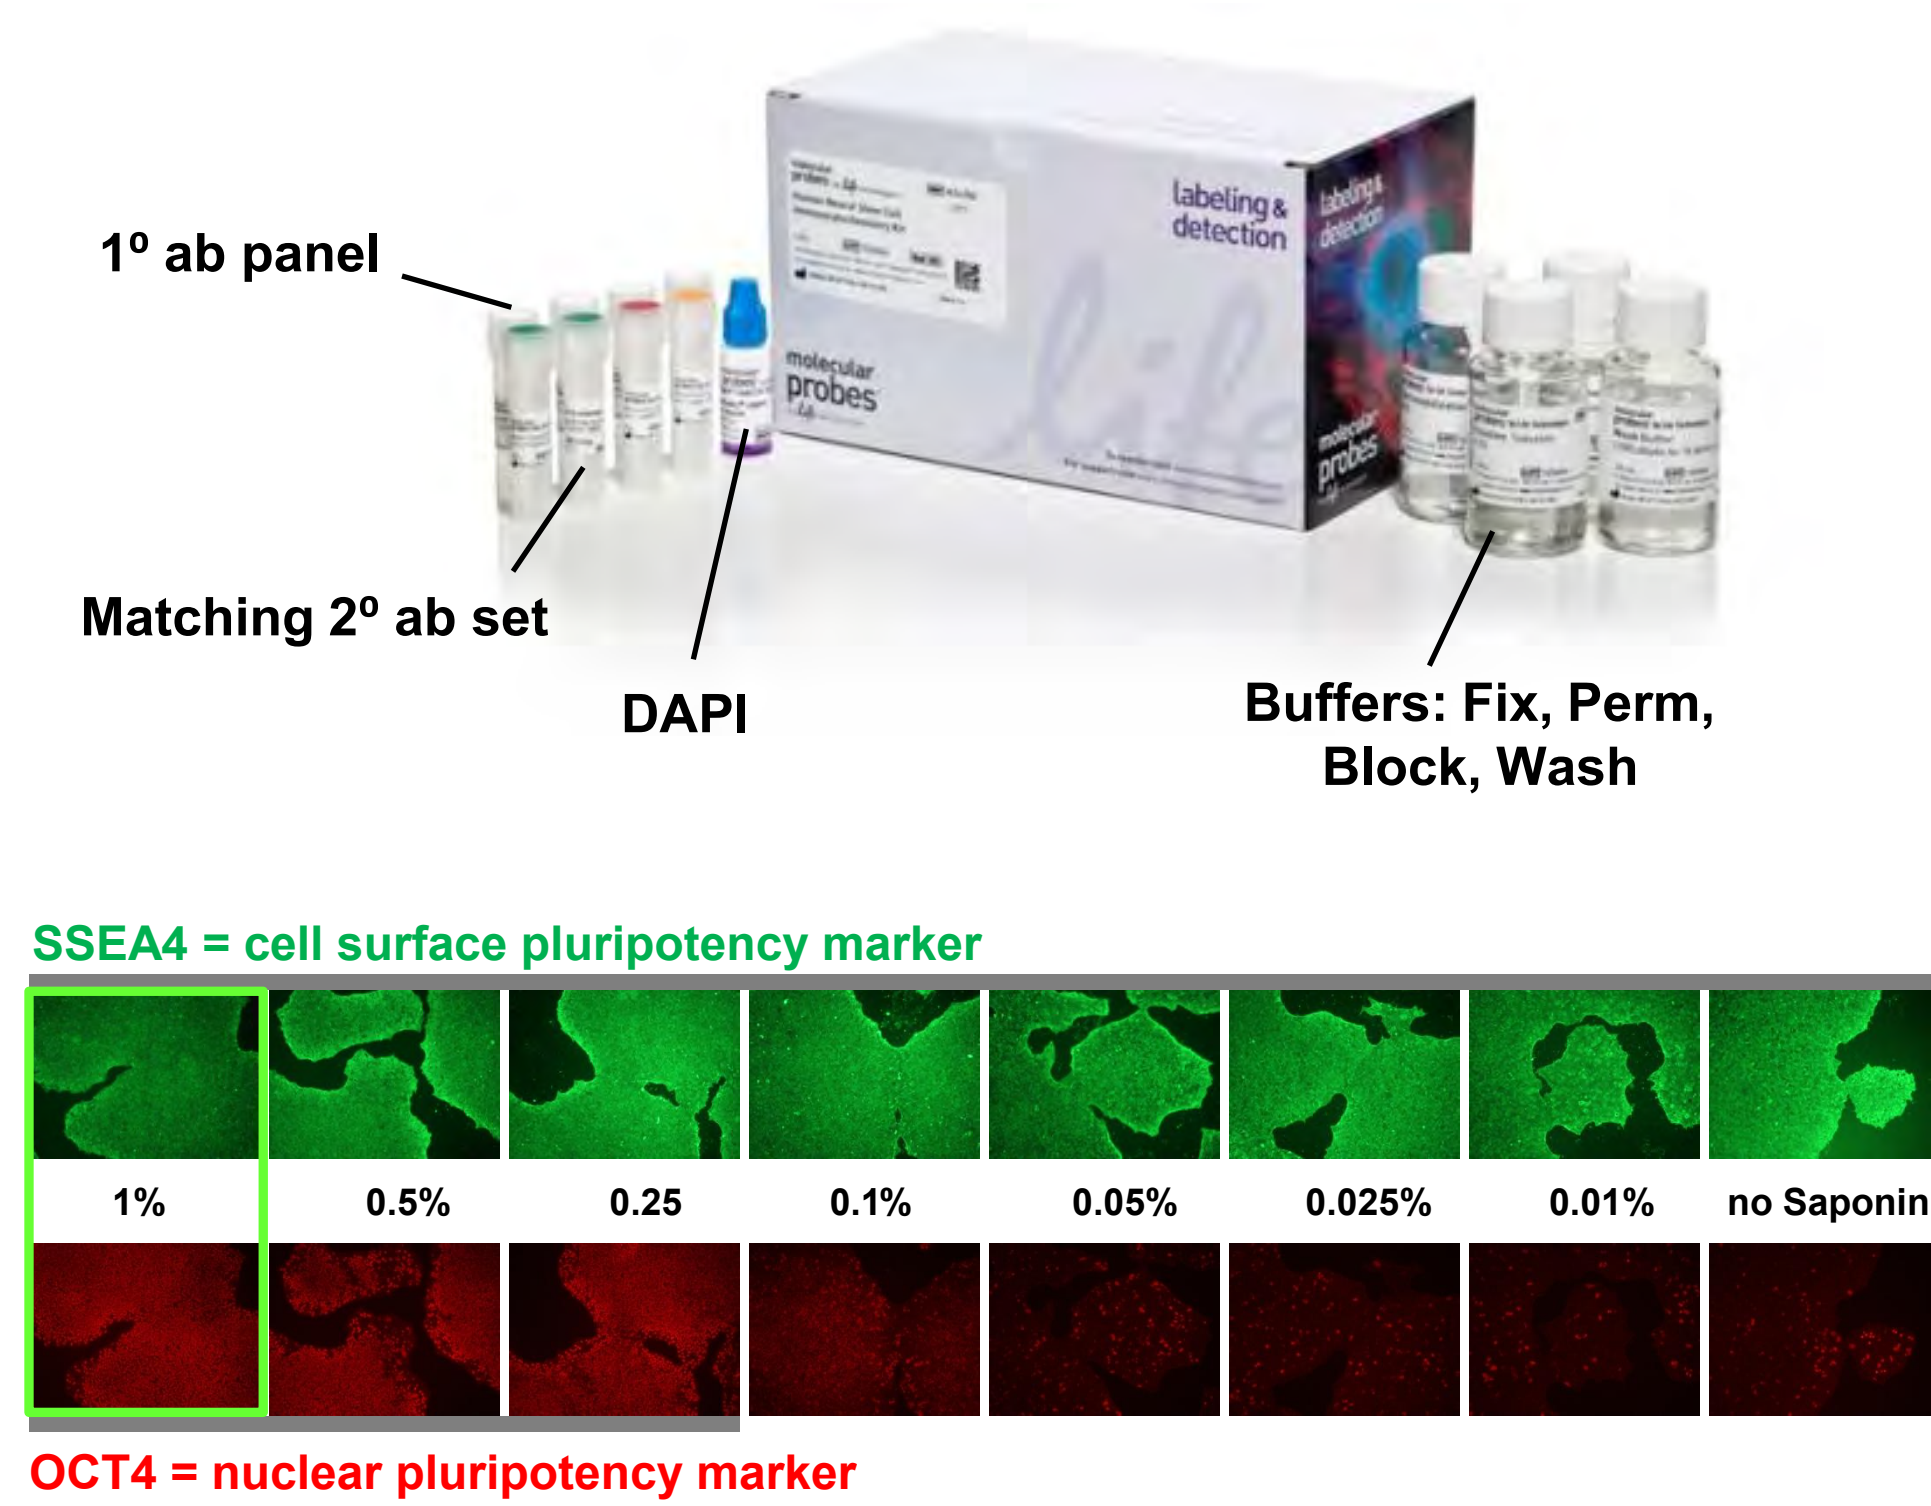 1º ab panel
Matching 2º ab set
DAPI
labeling &
detection
molecular
probes
labeling &
detection
molecular
probes
life
Buffers: Fix, Perm,
Block, Wash
SSEA4 = cell surface pluripotency marker
1%
0.5%
0.25
0.1%
0.05%
0.025%
0.01%
no Saponin
OCT4 = nuclear pluripotency marker